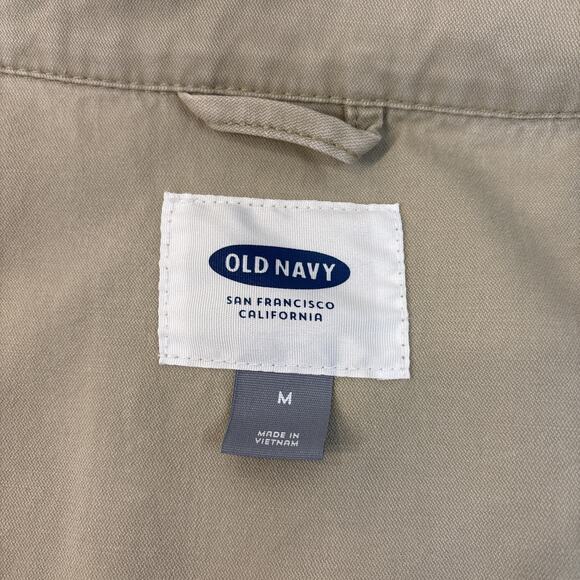 OLD NAVY
SAN FRANCISCO
CALIFORNIA
M
MADE IN
VIETNAM